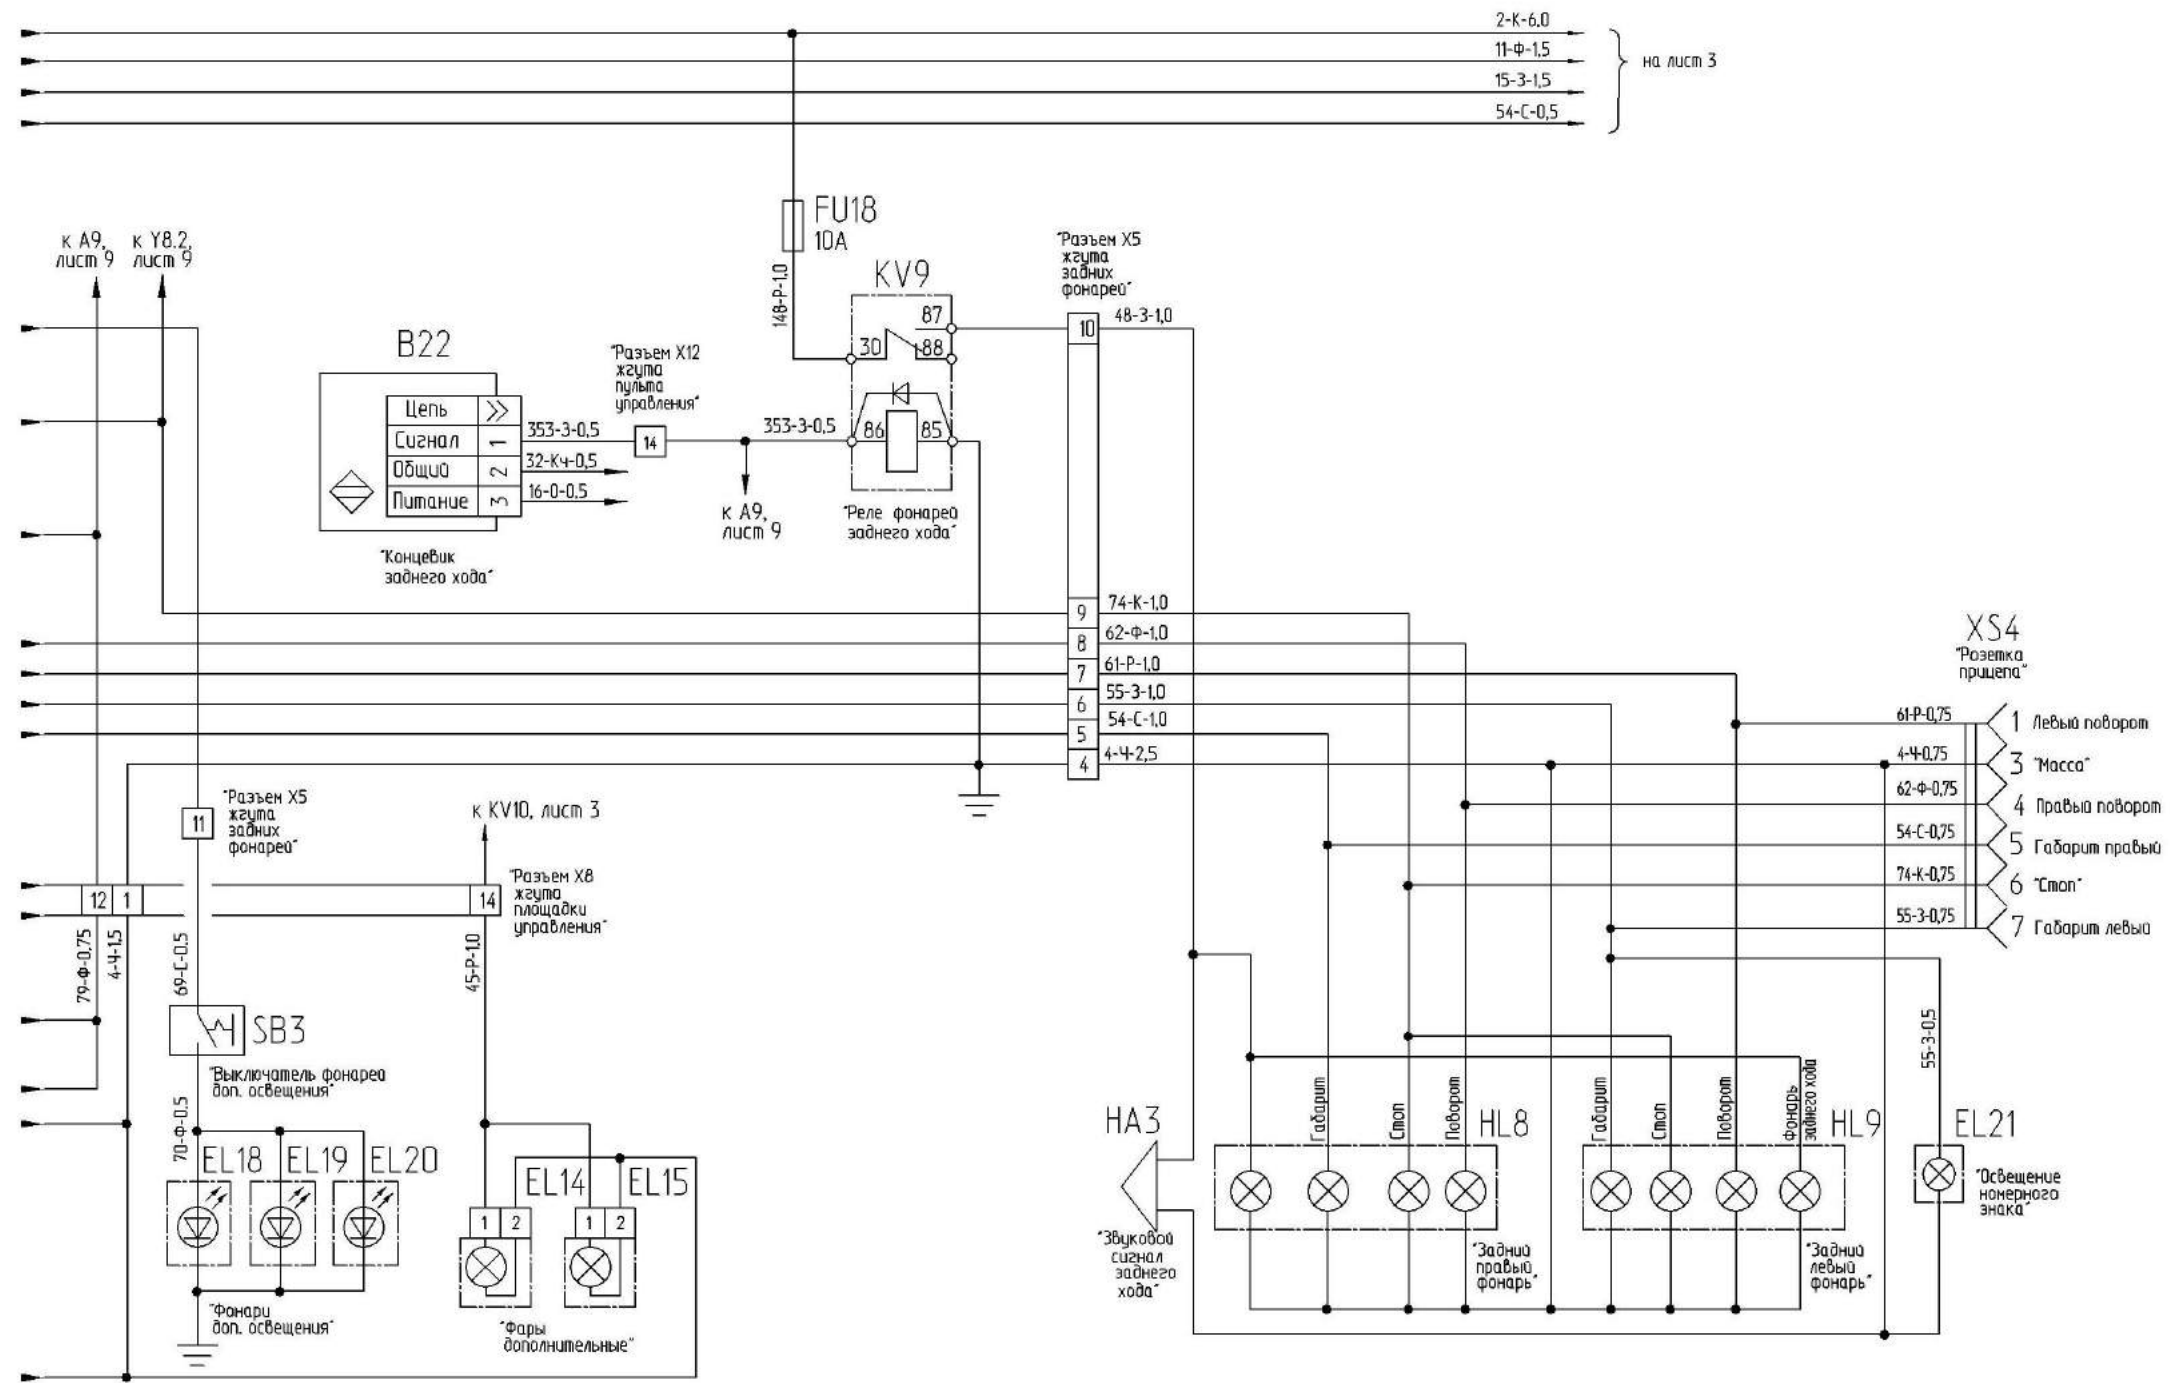 2-К-6.0
11-Ф-1,5
на лист 3
15-З-1,5
54-С-0,5
FU18
10А
148-Р-1.0
к А9,
лист 9
к Y8.2,
лист 9
KV9
87
30
88
86
85
"Реле фонарей
заднего хода"
"Разъем Х5
жгута
задних
фонарей"
10
48-З-1,0
B22
Цепь
Сигнал 1
Общий 2
Питание 3
353-З-0,5
32-Кч-0,5
16-О-0,5
"Концевик
заднего хода"
"Разъем Х12
жгута
пульта
управления"
14
353-З-0,5
к А9,
лист 9
9
74-К-1,0
8
62-Ф-1,0
7
61-Р-1,0
6
55-З-1,0
5
54-С-1,0
4
4-Ч-2,5
XS4
"Розетка
прицепа"
61-Р-0,75
1 Левый поворот
4-Ч-0,75
3 "Масса"
62-Ф-0,75
4 Правый поворот
54-С-0,75
5 Габарит правый
74-К-0,75
6 "Стоп"
55-З-0,75
7 Габарит левый
11
"Разъем Х5
жгута
задних
фонарей"
к KV10, лист 3
12
1
14
"Разъем Х8
жгута
площадки
управления"
79-Ф-0.75
4-Ч-1,5
69-С-0.5
45-Р-1.0
SB3
"Выключатель фонарей
доп. освещения"
70-Ф-0.5
EL18
EL19
EL20
"Фонари
доп. освещения"
EL14
EL15
1
2
1
2
"Фары
дополнительные"
HA3
"Звуковой
сигнал
заднего
хода"
Габарит
Стоп
Поворот
HL8
"Задний
правый
фонарь"
Габарит
Стоп
Поворот
Фонарь
заднего хода
HL9
"Задний
левый
фонарь"
55-З-0,5
EL21
"Освещение
номерного
знака"